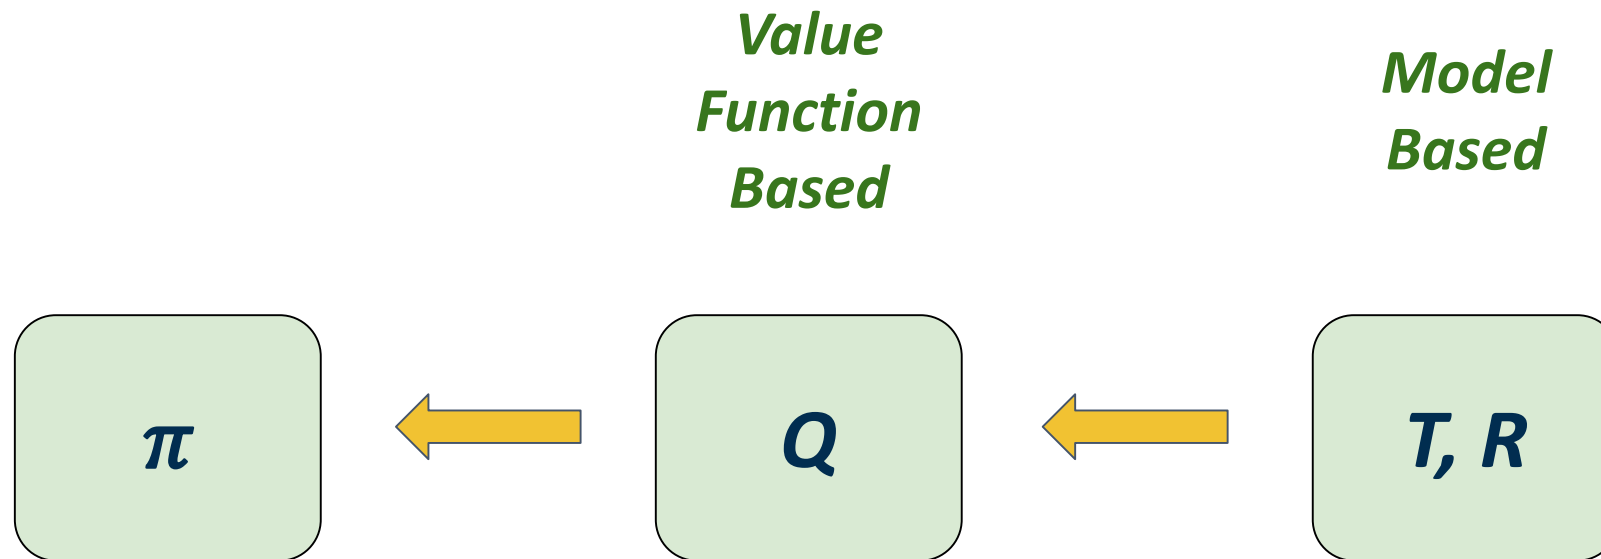 Value
Function
Based
Model
Based
π
Q
T, R